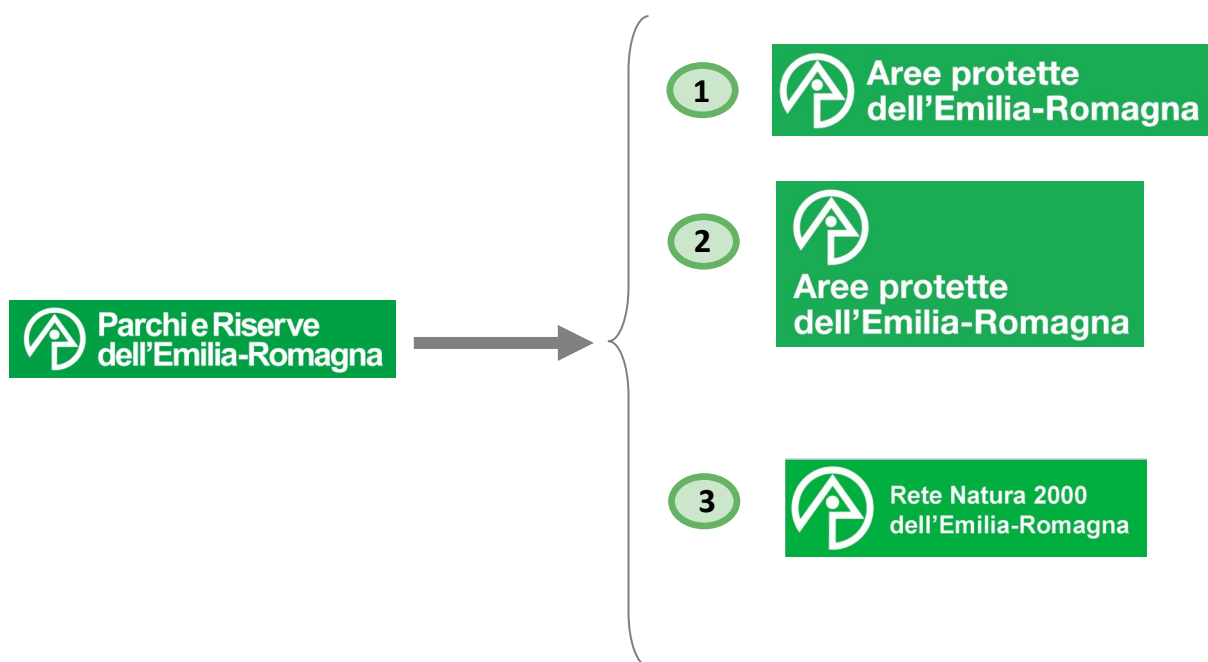 Parchi e Riserve
dell'Emilia-Romagna
1
Aree protette
dell'Emilia-Romagna
2
Aree protette
dell'Emilia-Romagna
3
Rete Natura 2000
dell'Emilia-Romagna